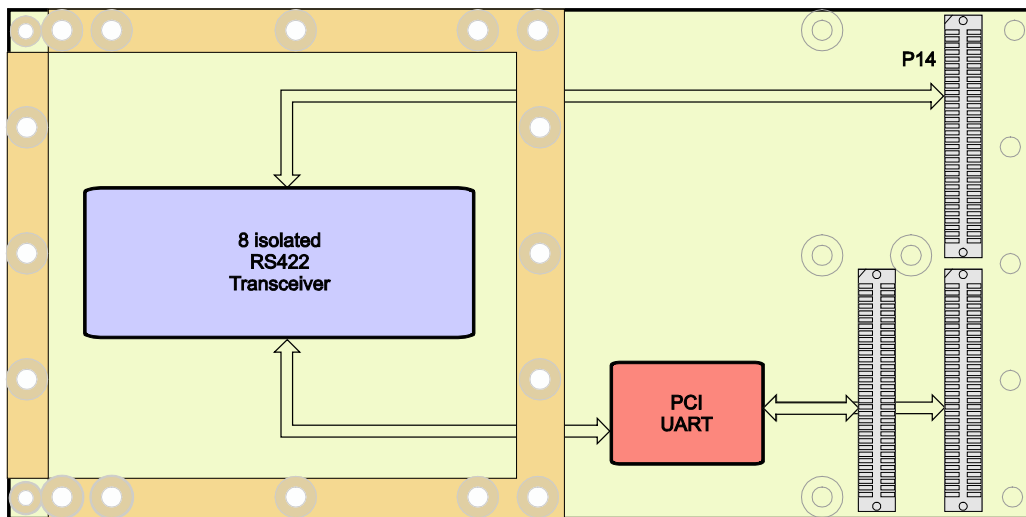 P14
8 isolated
RS422
Transceiver
PCI
UART